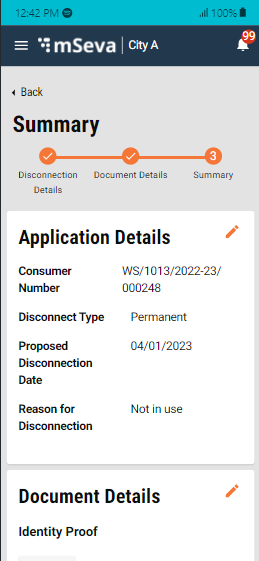 12:42 PM 100%
mSeva | City A 99
Back
Summary
3
Disconnection Details
Document Details
Summary
Application Details
Consumer Number WS/1013/2022-23/000248
Disconnect Type Permanent
Proposed Disconnection Date 04/01/2023
Reason for Disconnection Not in use
Document Details
Identity Proof